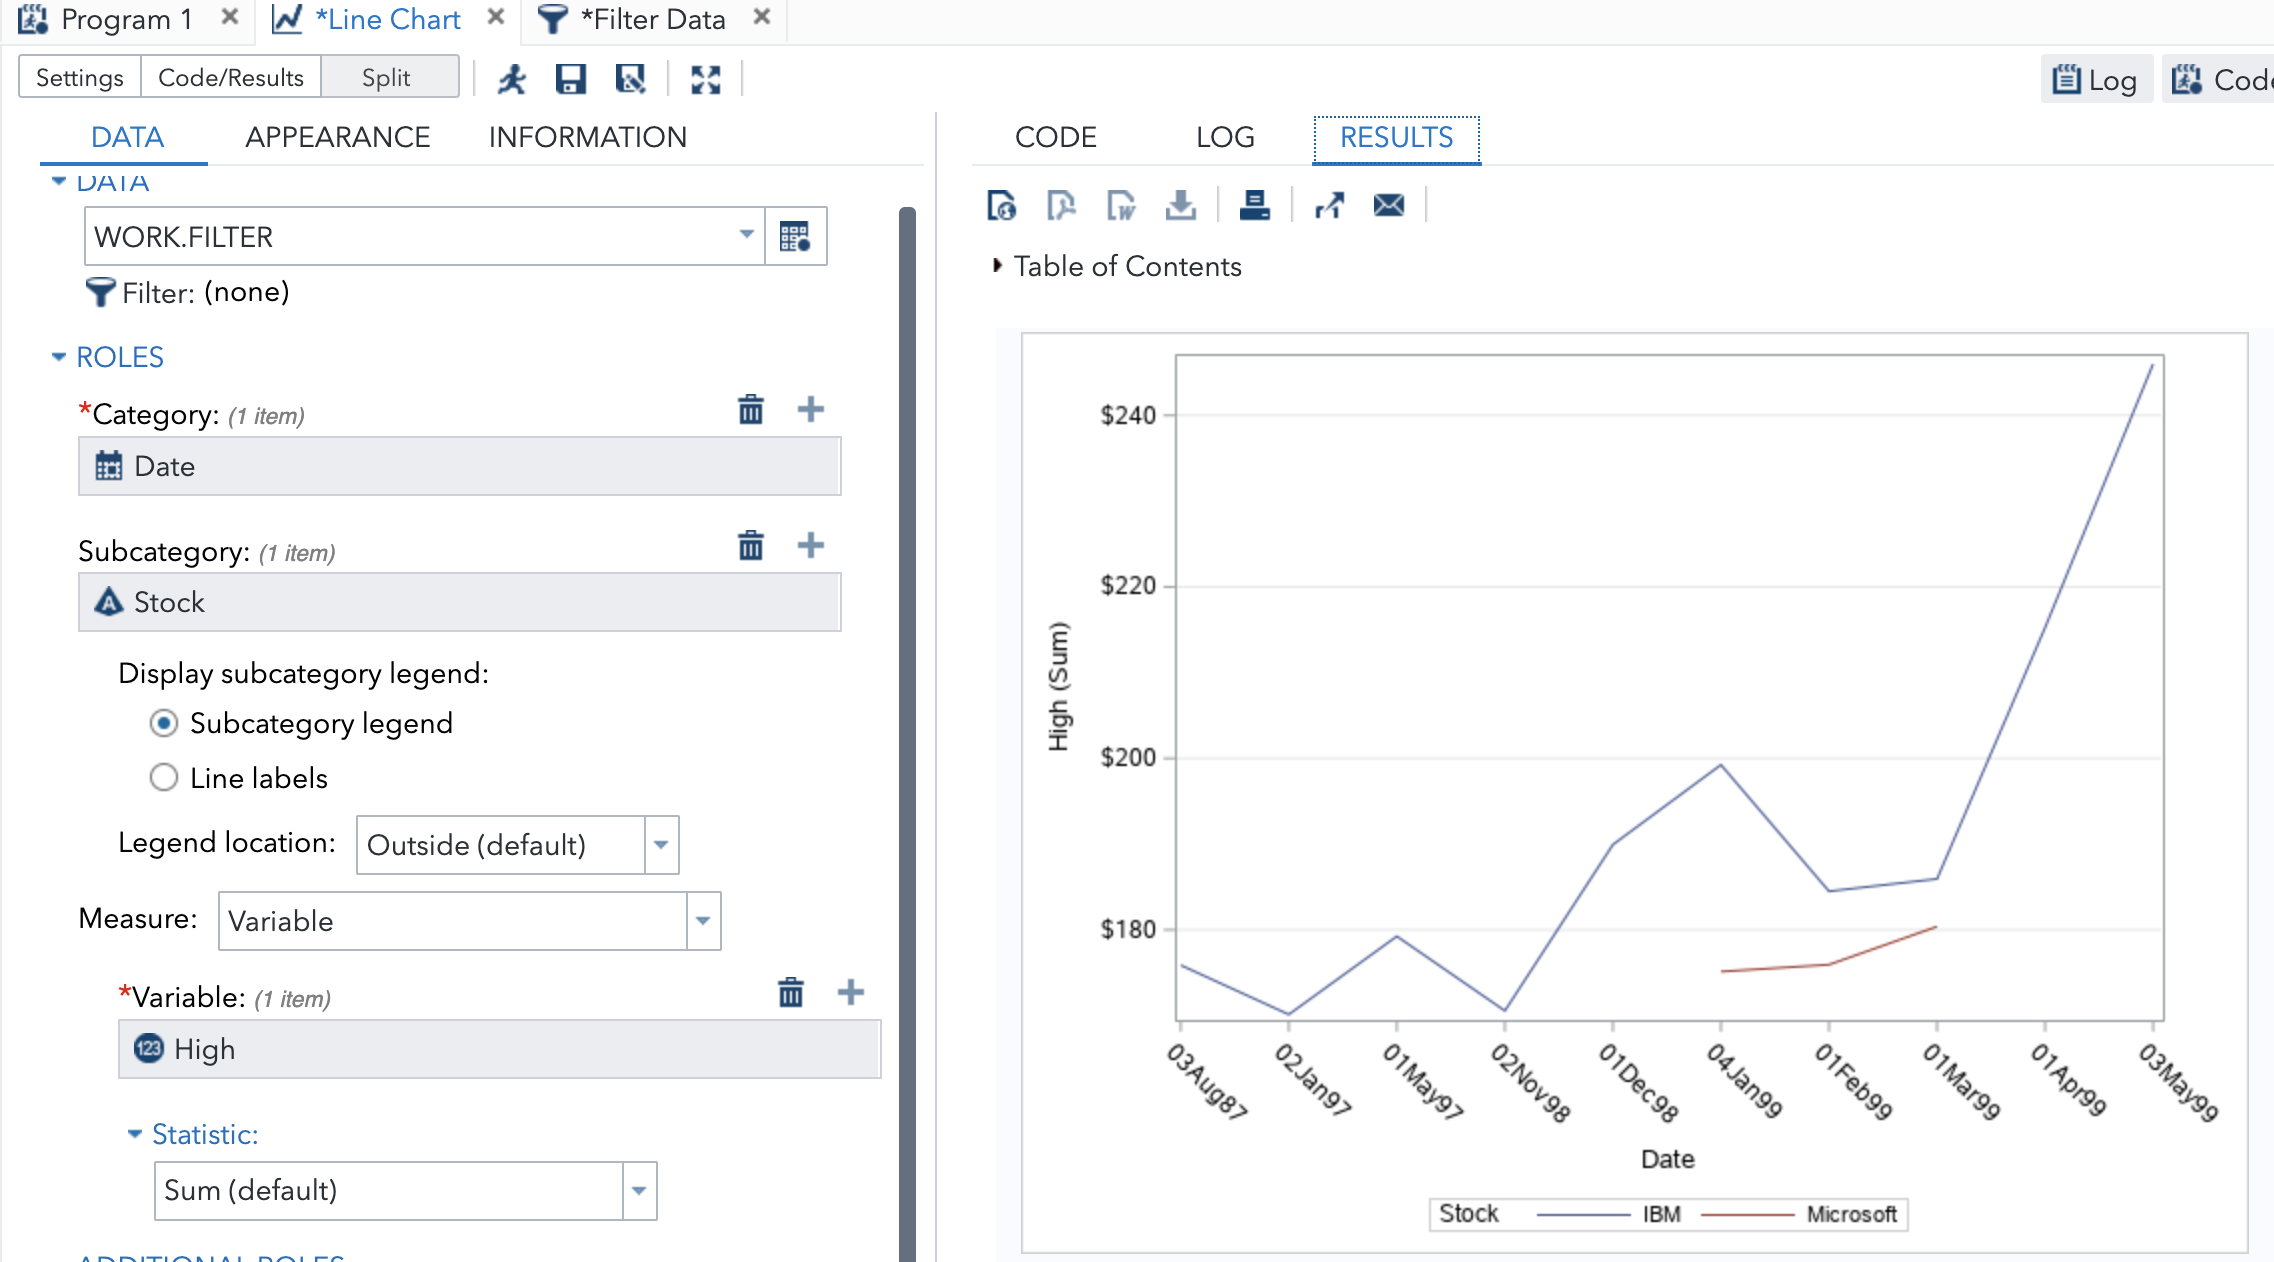 Program 1
*Line Chart
*Filter Data
Settings Code/Results Split
Log
DATA APPEARANCE INFORMATION
CODE LOG RESULTS
DATA
WORK.FILTER
Filter: (none)
Table of Contents
ROLES
*Category: (1 item)
Date
Subcategory: (1 item)
Stock
Display subcategory legend:
Subcategory legend
Line labels
Legend location: Outside (default)
Measure: Variable
*Variable: (1 item)
123 High
Statistic:
Sum (default)
ADDITIONAL ROLES
High (Sum)
$240
$220
$200
$180
03Aug87 02Jan97 01May97 02Nov98 01Dec98 04Jan99 01Feb99 01Mar99 01Apr99 03May99
Date
Stock IBM Microsoft